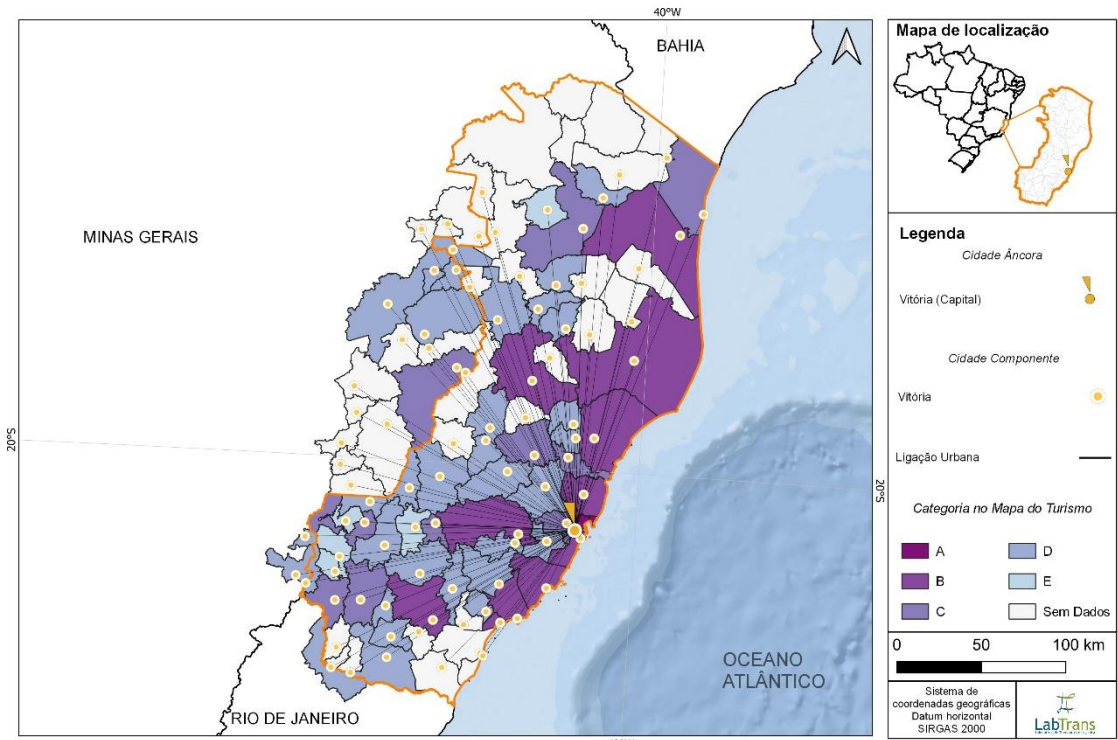 40°W
BAHIA
MINAS GERAIS
20°S
20°S
OCEANO
ATLÂNTICO
RIO DE JANEIRO
Mapa de localização
Legenda
Cidade Âncora
Vitória (Capital)
Cidade Componente
Vitória
Ligação Urbana
Categoria no Mapa do Turismo
A
D
B
E
C
Sem Dados
0 50 100 km
Sistema de
coordenadas geográficas
Datum horizontal
SIRGAS 2000
LabTrans